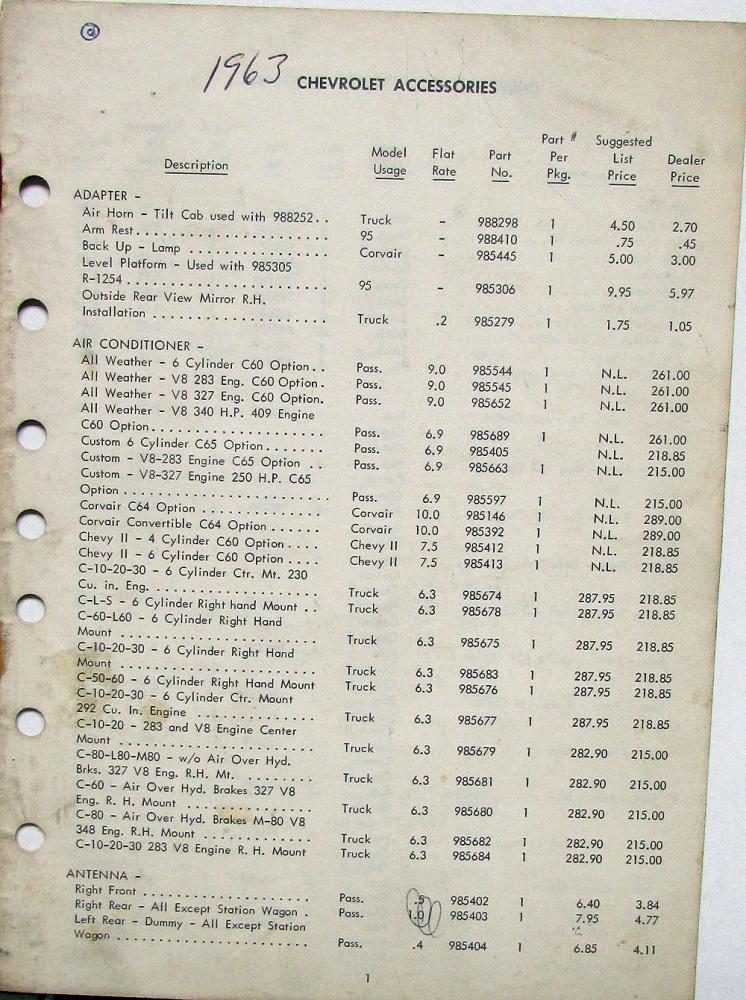 @
1963 CHEVROLET ACCESSORIES
Description Model Usage Flat Rate Part No. Part # Per Pkg. Suggested List Price Dealer Price
ADAPTER -
Air Horn - Tilt Cab used with 988252.. Truck - 988298 1 4.50 2.70
Arm Rest...................... 95 - 988410 1 .75 .45
Back Up - Lamp ................ Corvair - 985445 1 5.00 3.00
Level Platform - Used with 985305
R-1254....................... 95 - 985306 1 9.95 5.97
Outside Rear View Mirror R.H.
Installation .................... Truck .2 985279 1 1.75 1.05
AIR CONDITIONER -
All Weather - 6 Cylinder C60 Option.. Pass. 9.0 985544 1 N.L. 261.00
All Weather - V8 283 Eng. C60 Option. Pass. 9.0 985545 1 N.L. 261.00
All Weather - V8 327 Eng. C60 Option. Pass. 9.0 985652 1 N.L. 261.00
All Weather - V8 340 H.P. 409 Engine
C60 Option.................... Pass. 6.9 985689 1 N.L. 261.00
Custom 6 Cylinder C65 Option....... Pass. 6.9 985405 N.L. 218.85
Custom - V8-283 Engine C65 Option .. Pass. 6.9 985663 1 N.L. 215.00
Custom - V8-327 Engine 250 H.P. C65
Option ........................ Pass. 6.9 985597 1 N.L. 215.00
Corvair C64 Option .............. Corvair 10.0 985146 1 N.L. 289.00
Corvair Convertible C64 Option ...... Corvair 10.0 985392 1 N.L. 289.00
Chevy II - 4 Cylinder C60 Option.... Chevy II 7.5 985412 1 N.L. 218.85
Chevy II - 6 Cylinder C60 Option .... Chevy II 7.5 985413 1 N.L. 218.85
C-10-20-30 - 6 Cylinder Ctr. Mt. 230
Cu. in. Eng. ................... Truck 6.3 985674 1 287.95 218.85
C-L-S - 6 Cylinder Right hand Mount .. Truck 6.3 985678 1 287.95 218.85
C-60-L60 - 6 Cylinder Right Hand
Mount ....................... Truck 6.3 985675 1 287.95 218.85
C-10-20-30 - 6 Cylinder Right Hand
Mount ....................... Truck 6.3 985683 1 287.95 218.85
C-50-60 - 6 Cylinder Right Hand Mount Truck 6.3 985676 1 287.95 218.85
C-10-20-30 - 6 Cylinder Ctr. Mount
292 Cu. In. Engine ............. Truck 6.3 985677 1 287.95 218.85
C-10-20 - 283 and V8 Engine Center
Mount ...................... Truck 6.3 985679 1 282.90 215.00
C-80-L80-M80 - w/o Air Over Hyd.
Brks. 327 V8 Eng. R.H. Mt. ....... Truck 6.3 985681 1 282.90 215.00
C-60 - Air Over Hyd. Brakes 327 V8
Eng. R. H. Mount ............... Truck 6.3 985680 1 282.90 215.00
C-80 - Air Over Hyd. Brakes M-80 V8
348 Eng. R.H. Mount ............ Truck 6.3 985682 1 282.90 215.00
C-10-20-30 283 V8 Engine R. H. Mount Truck 6.3 985684 1 282.90 215.00
ANTENNA -
Right Front ................... Pass. .5 985402 1 6.40 3.84
Right Rear - All Except Station Wagon . Pass. 1.0 985403 1 7.95 4.77
Left Rear - Dummy - All Except Station
Wagon ...................... Pass. .4 985404 1 6.85 4.11
1